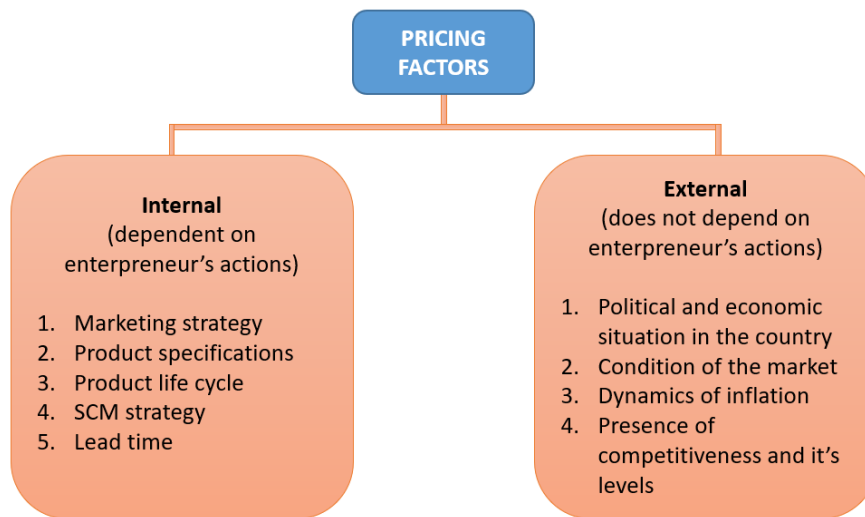 PRICING
FACTORS
Internal
(dependent on
enterpreneur's actions)
1. Marketing strategy
2. Product specifications
3. Product life cycle
4. SCM strategy
5. Lead time
External
(does not depend on
enterpreneur's actions)
1. Political and economic
situation in the country
2. Condition of the market
3. Dynamics of inflation
4. Presence of
competitiveness and it's
levels